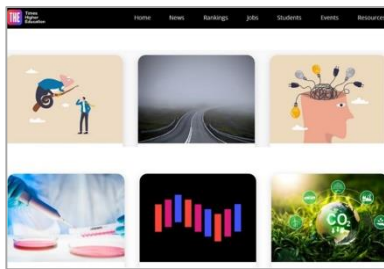 THE Times
Higher
Education
Home News Rankings Jobs Students Events Resources
CO2